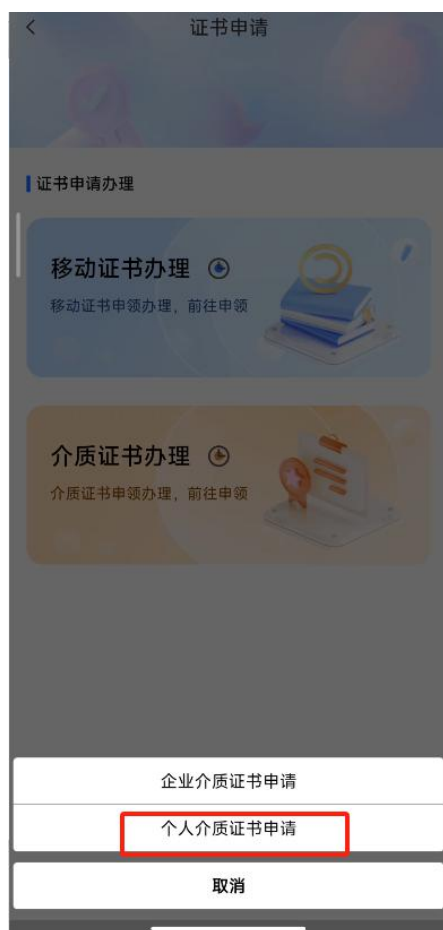 证书申请
证书申请办理
移动证书办理
移动证书申领办理，前往申领
介质证书办理
介质证书申领办理，前往申领
企业介质证书申请
个人介质证书申请
取消